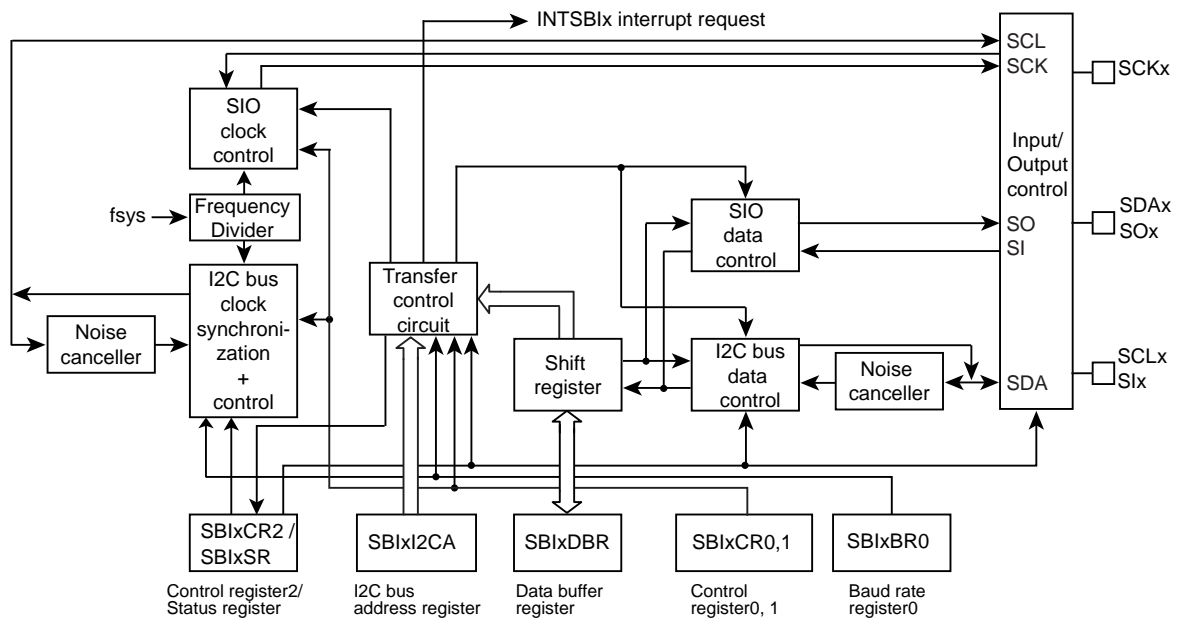 INTSBIx interrupt request
SCL
SCK
SCKx
SIO
clock
control
Input/
Output
control
fsys
Frequency
Divider
SIO
data
control
SO
SI
SDAx
SOx
I2C bus
clock
synchroni-
zation
+
control
Noise
canceller
Transfer
control
circuit
Shift
register
I2C bus
data
control
Noise
canceller
SDA
SCLx
SIx
SBIxCR2 /
SBIxSR
SBIxI2CA
SBIxDBR
SBIxCR0,1
SBIxBR0
Control register2/
Status register
I2C bus
address register
Data buffer
register
Control
register0, 1
Baud rate
register0